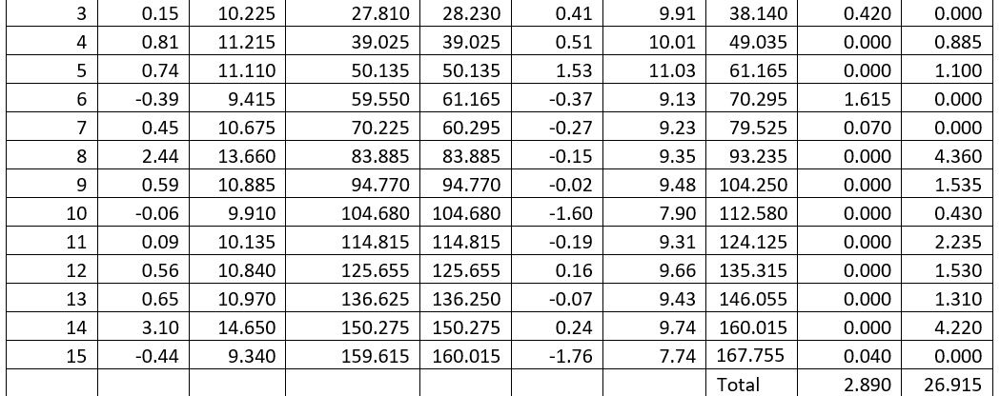 3 0.15 10.225 27.810 28.230 0.41 9.91 38.140 0.420 0.000
4 0.81 11.215 39.025 39.025 0.51 10.01 49.035 0.000 0.885
5 0.74 11.110 50.135 50.135 1.53 11.03 61.165 0.000 1.100
6 -0.39 9.415 59.550 61.165 -0.37 9.13 70.295 1.615 0.000
7 0.45 10.675 70.225 60.295 -0.27 9.23 79.525 0.070 0.000
8 2.44 13.660 83.885 83.885 -0.15 9.35 93.235 0.000 4.360
9 0.59 10.885 94.770 94.770 -0.02 9.48 104.250 0.000 1.535
10 -0.06 9.910 104.680 104.680 -1.60 7.90 112.580 0.000 0.430
11 0.09 10.135 114.815 114.815 -0.19 9.31 124.125 0.000 2.235
12 0.56 10.840 125.655 125.655 0.16 9.66 135.315 0.000 1.530
13 0.65 10.970 136.625 136.250 -0.07 9.43 146.055 0.000 1.310
14 3.10 14.650 150.275 150.275 0.24 9.74 160.015 0.000 4.220
15 -0.44 9.340 159.615 160.015 -1.76 7.74 167.755 0.040 0.000
Total 2.890 26.915